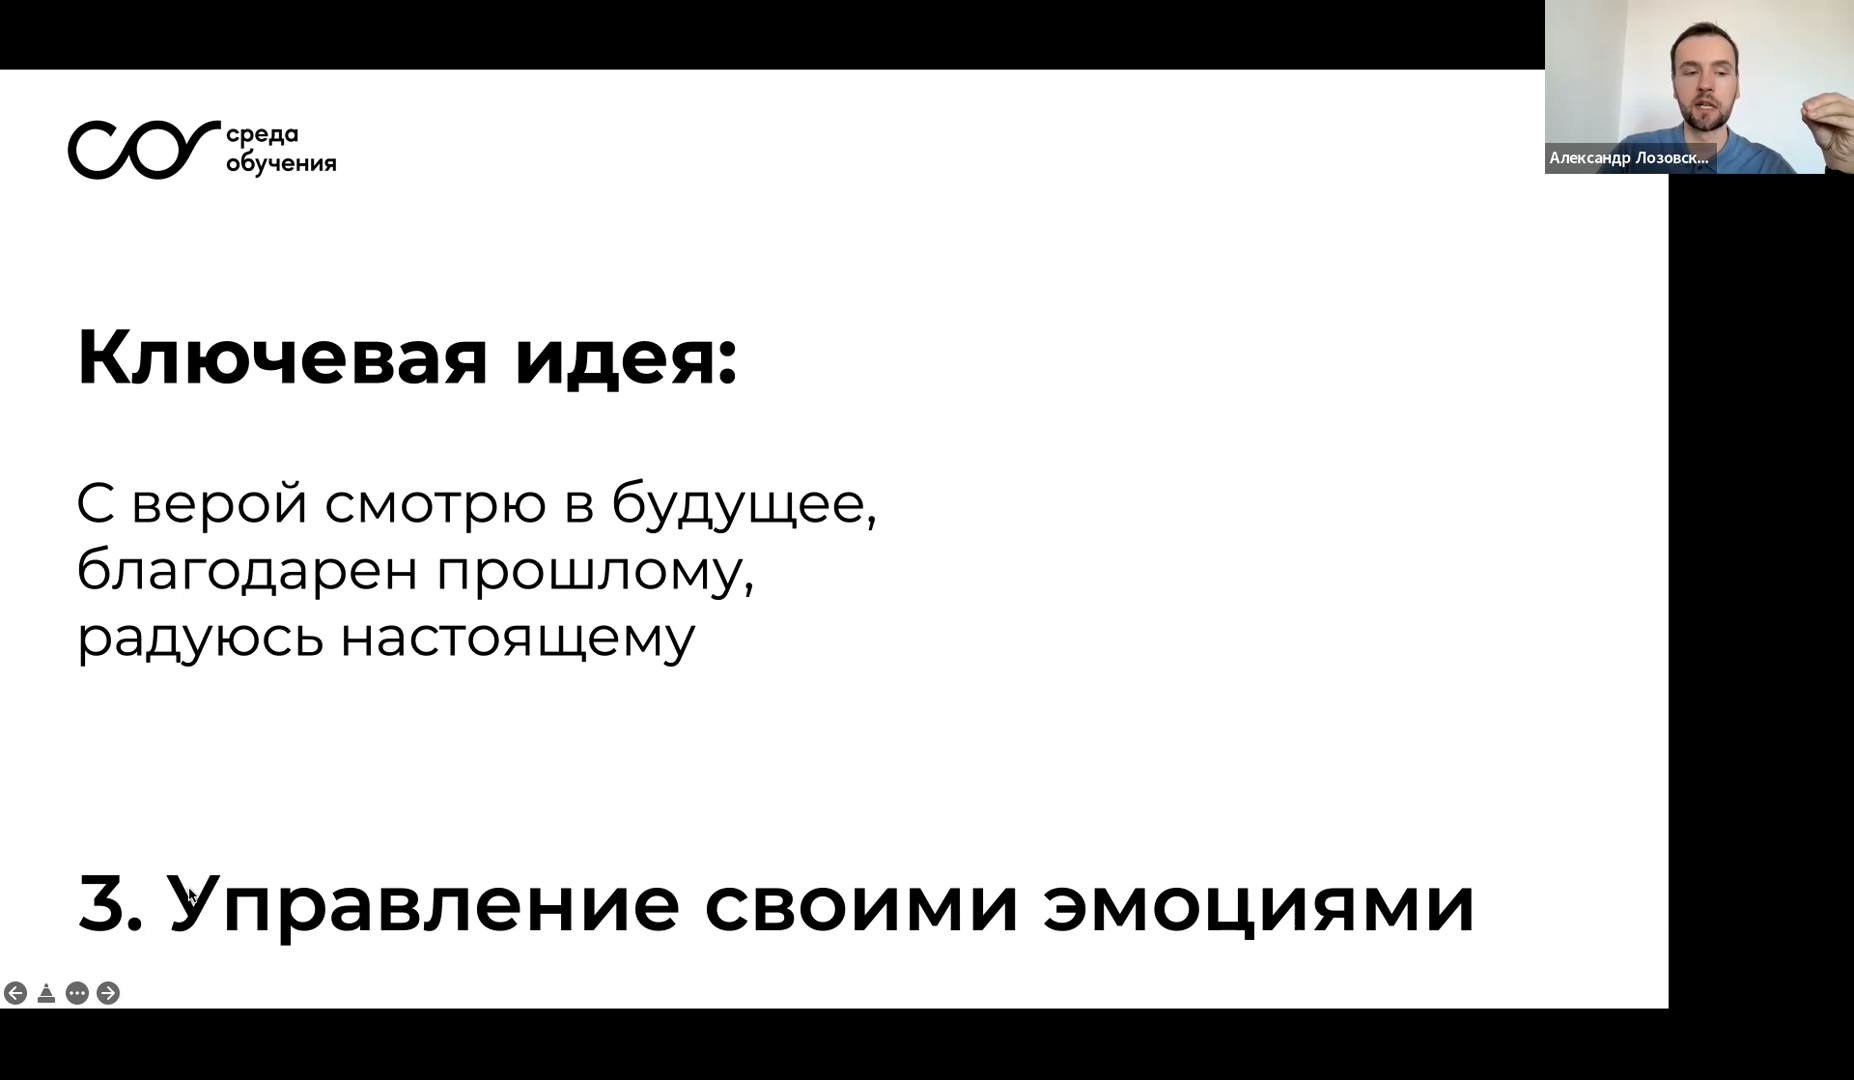 среда
обучения
Александр Лозовск...
Ключевая идея:
С верой смотрю в будущее,
благодарен прошлому,
радуюсь настоящему
3. Управление своими эмоциями